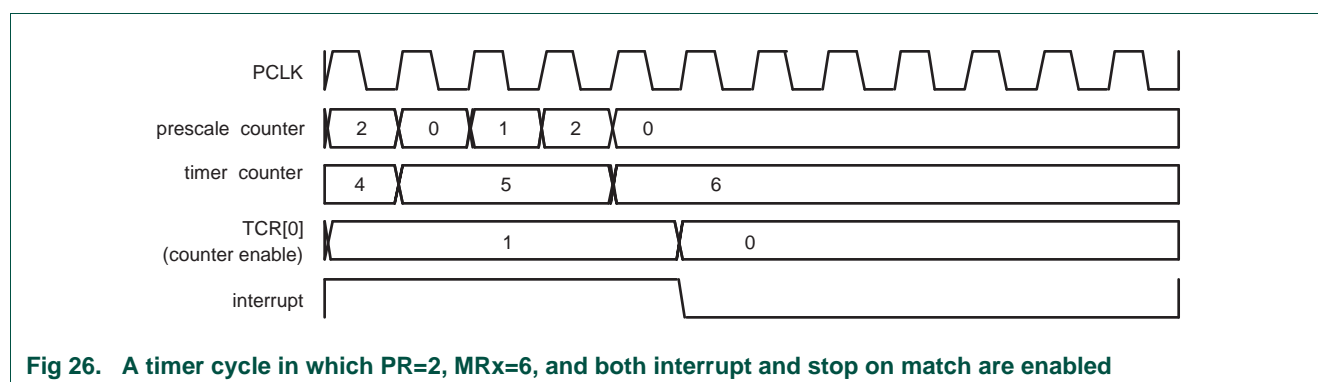 PCLK
prescale counter
2 0 1 2 0
timer counter
4 5 6
TCR[0]
(counter enable)
1 0
interrupt
Fig 26. A timer cycle in which PR=2, MRx=6, and both interrupt and stop on match are enabled